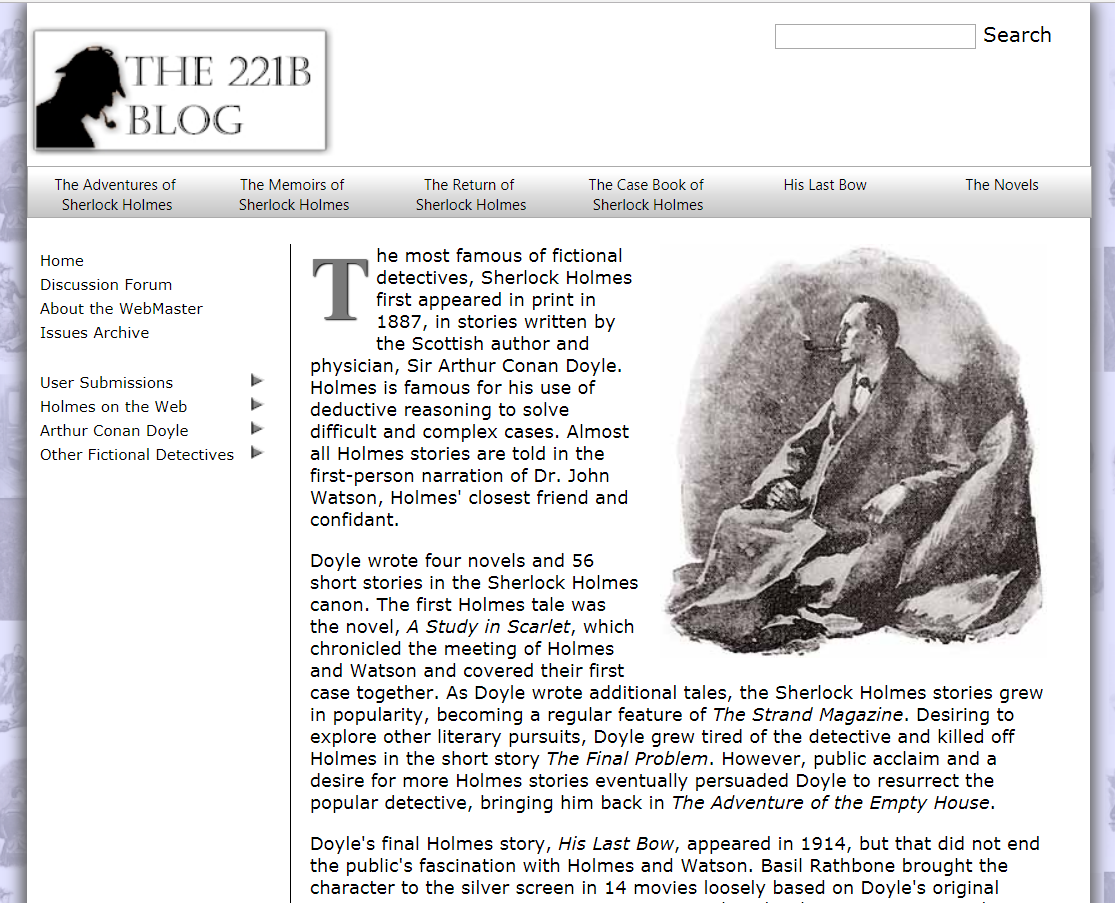 THE 221B
BLOG
Search
The Adventures of
Sherlock Holmes
The Memoirs of
Sherlock Holmes
The Return of
Sherlock Holmes
The Case Book of
Sherlock Holmes
His Last Bow
The Novels
Home
Discussion Forum
About the WebMaster
Issues Archive
User Submissions
Holmes on the Web
Arthur Conan Doyle
Other Fictional Detectives
The most famous of fictional
detectives, Sherlock Holmes
first appeared in print in
1887, in stories written by
the Scottish author and
physician, Sir Arthur Conan Doyle.
Holmes is famous for his use of
deductive reasoning to solve
difficult and complex cases. Almost
all Holmes stories are told in the
first-person narration of Dr. John
Watson, Holmes' closest friend and
confidant.
Doyle wrote four novels and 56
short stories in the Sherlock Holmes
canon. The first Holmes tale was
the novel, A Study in Scarlet, which
chronicled the meeting of Holmes
and Watson and covered their first
case together. As Doyle wrote additional tales, the Sherlock Holmes stories grew
in popularity, becoming a regular feature of The Strand Magazine. Desiring to
explore other literary pursuits, Doyle grew tired of the detective and killed off
Holmes in the short story The Final Problem. However, public acclaim and a
desire for more Holmes stories eventually persuaded Doyle to resurrect the
popular detective, bringing him back in The Adventure of the Empty House.
Doyle's final Holmes story, His Last Bow, appeared in 1914, but that did not end
the public's fascination with Holmes and Watson. Basil Rathbone brought the
character to the silver screen in 14 movies loosely based on Doyle's original